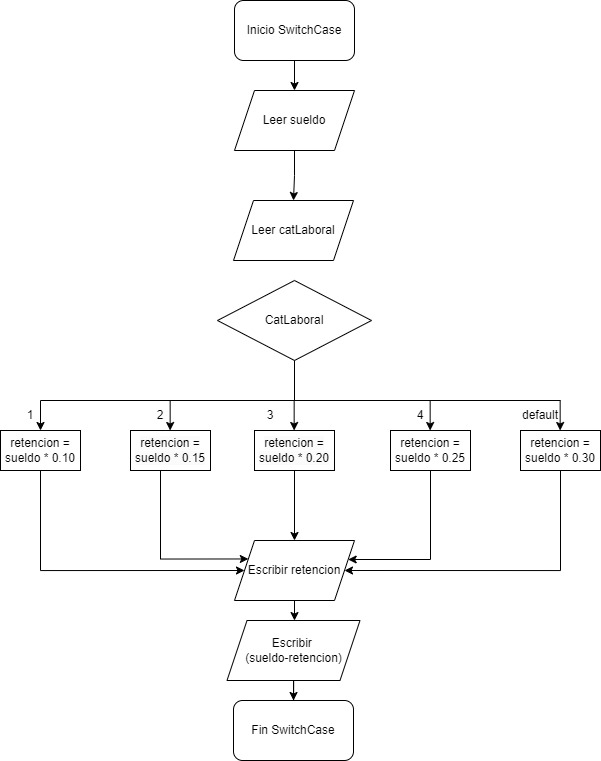 Inicio SwitchCase
Leer sueldo
Leer catLaboral
CatLaboral
1
2
3
4
default
retencion =
sueldo * 0.10
retencion =
sueldo * 0.15
retencion =
sueldo * 0.20
retencion =
sueldo * 0.25
retencion =
sueldo * 0.30
Escribir retencion
Escribir
(sueldo-retencion)
Fin SwitchCase